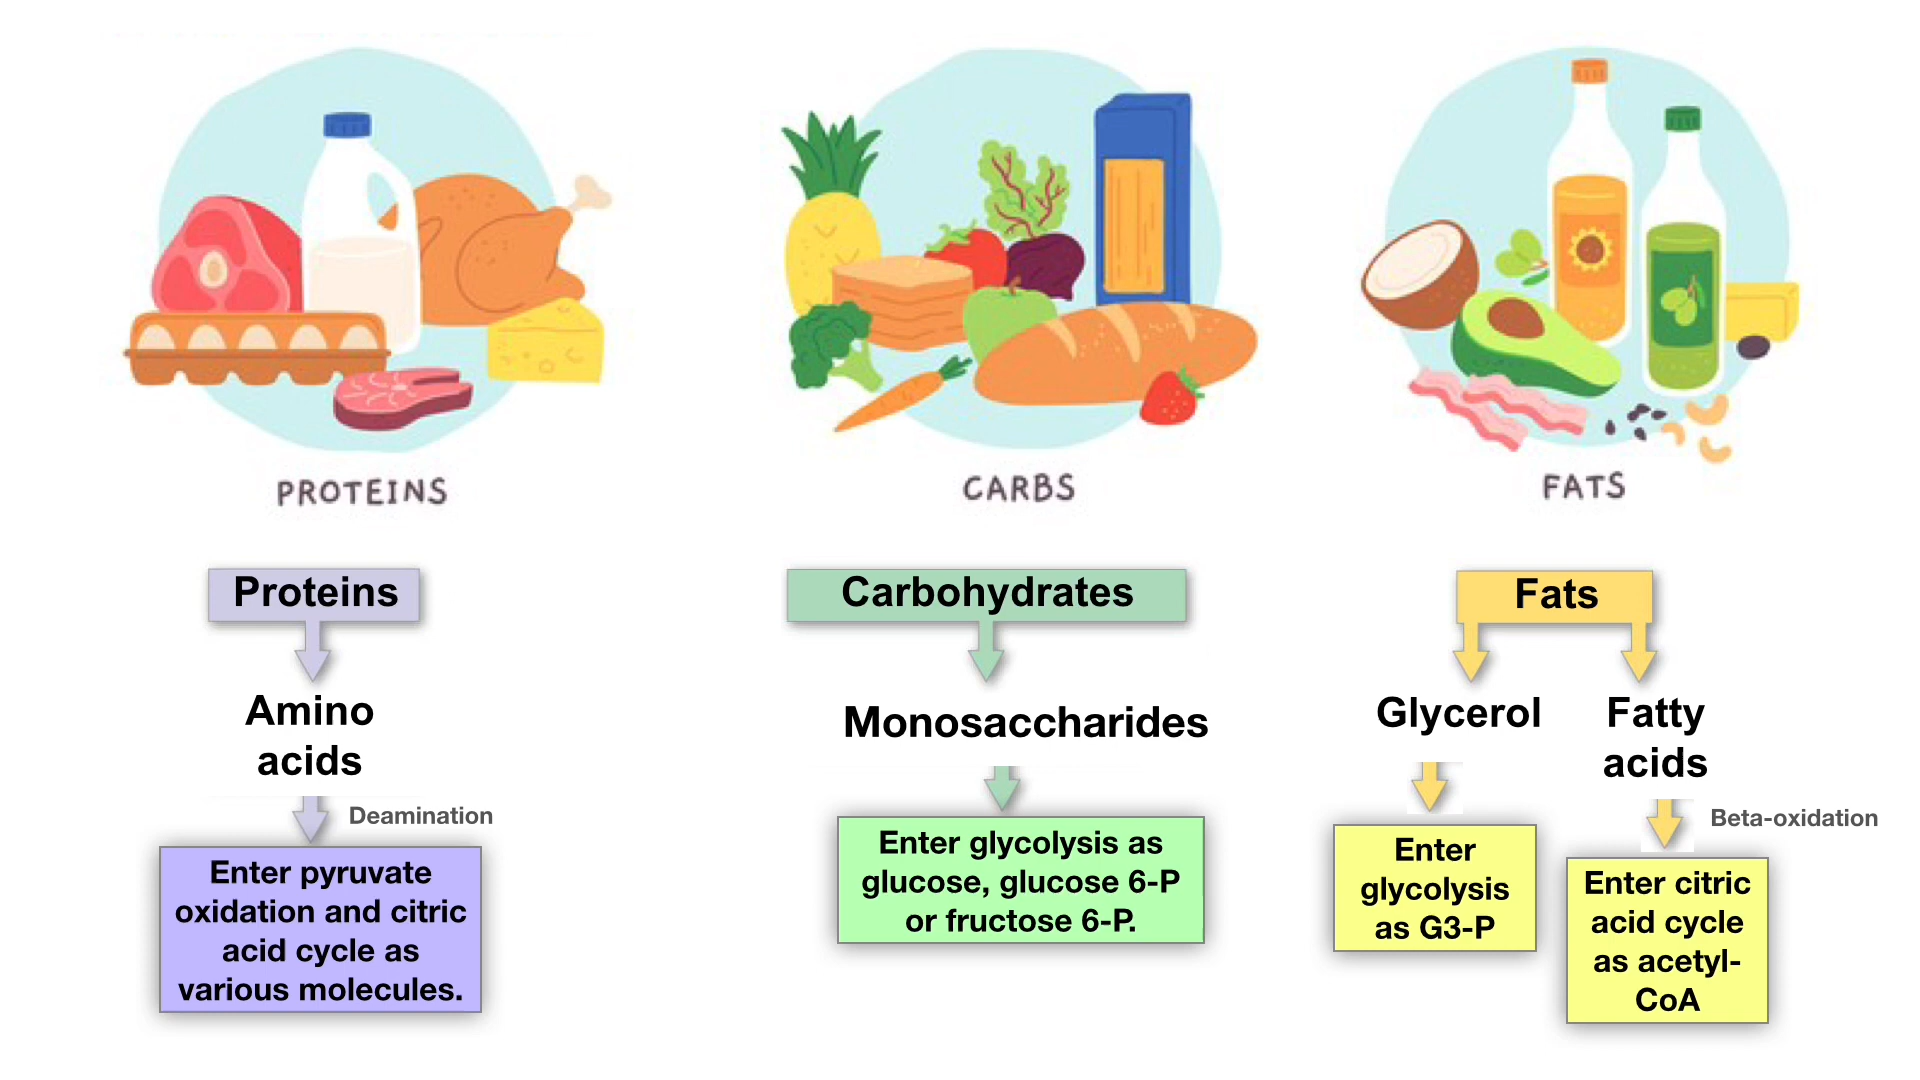 PROTEINS
CARBS
FATS
Proteins
Carbohydrates
Fats
Amino
acids
Monosaccharides
Glycerol
Fatty
acids
Deamination
Beta-oxidation
Enter pyruvate
oxidation and citric
acid cycle as
various molecules.
Enter glycolysis as
glucose, glucose 6-P
or fructose 6-P.
Enter
glycolysis
as G3-P
Enter citric
acid cycle
as acetyl-
CoA